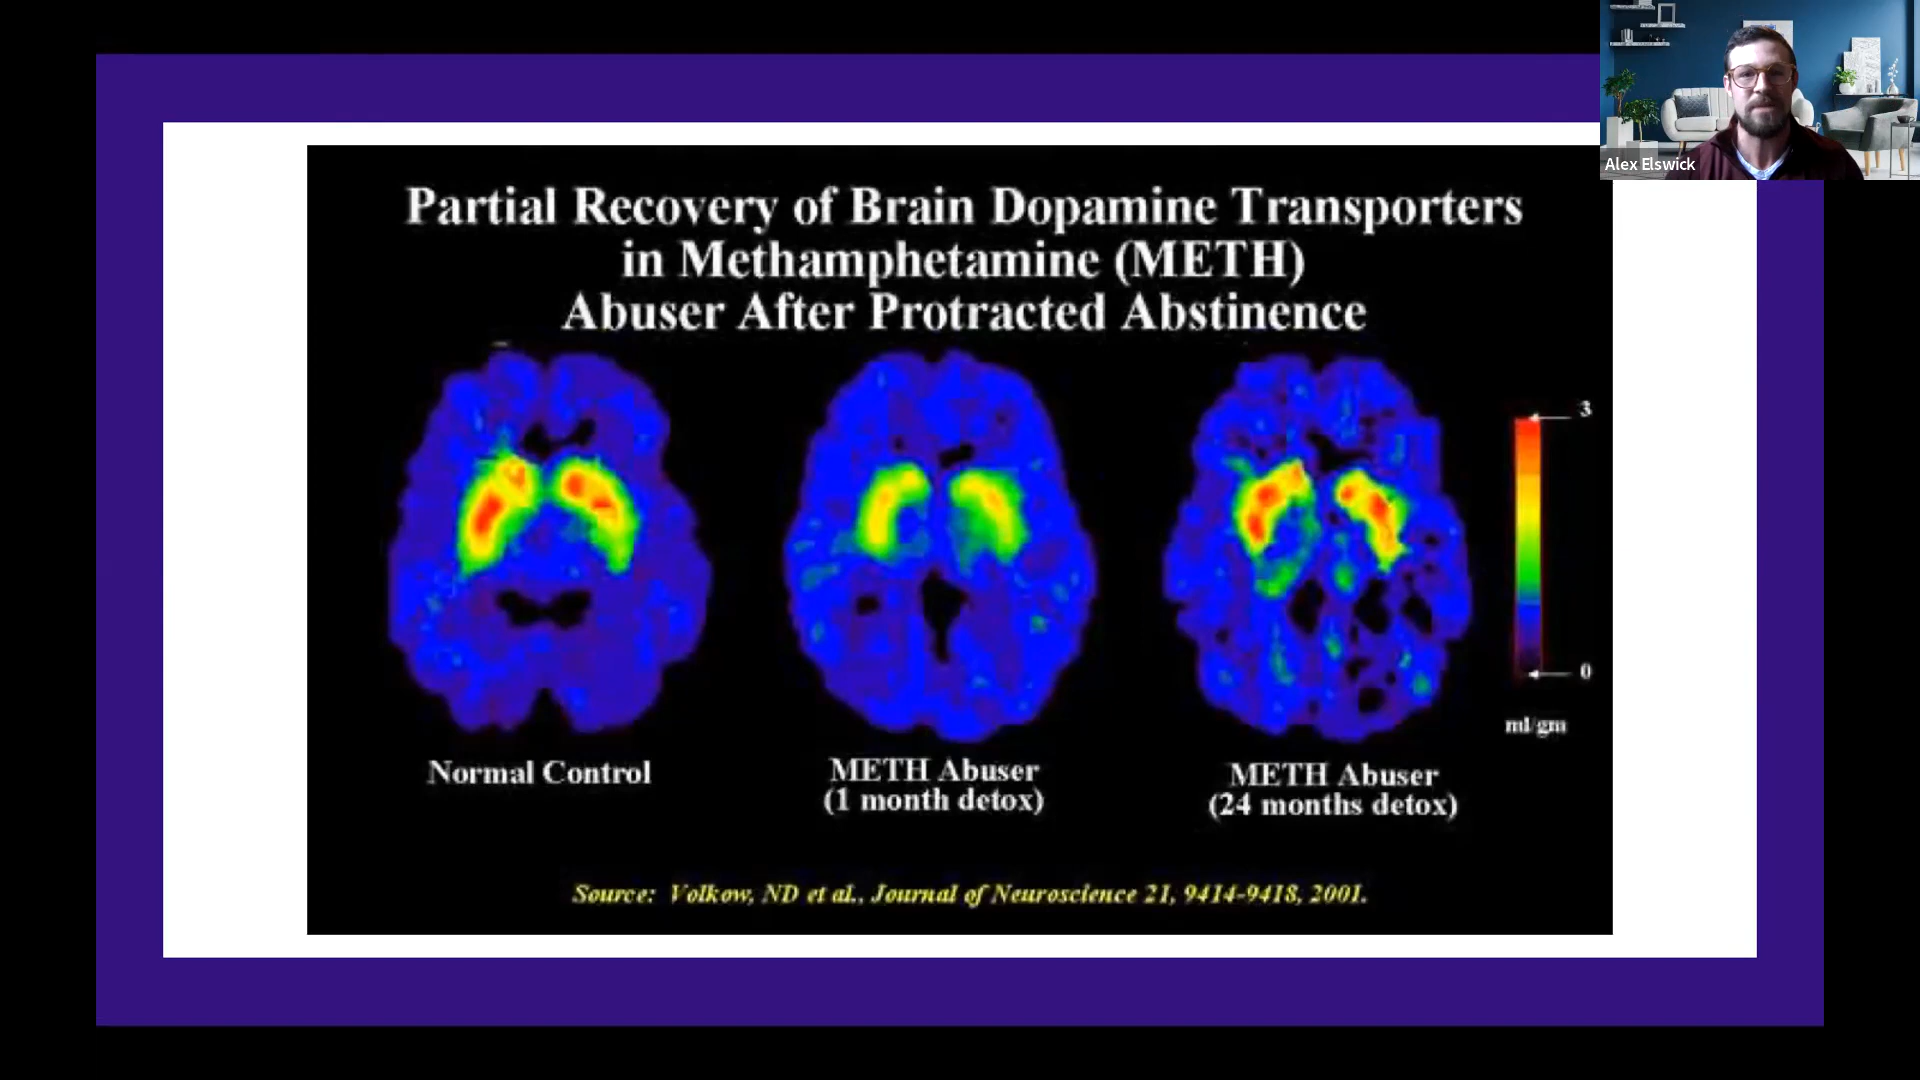 Alex Elswick
Partial Recovery of Brain Dopamine Transporters
in Methamphetamine (METH)
Abuser After Protracted Abstinence
3
0
ml/gm
Normal Control
METH Abuser
(1 month detox)
METH Abuser
(24 months detox)
Source: Volkow, ND et al., Journal of Neuroscience 21, 9414-9418, 2001.